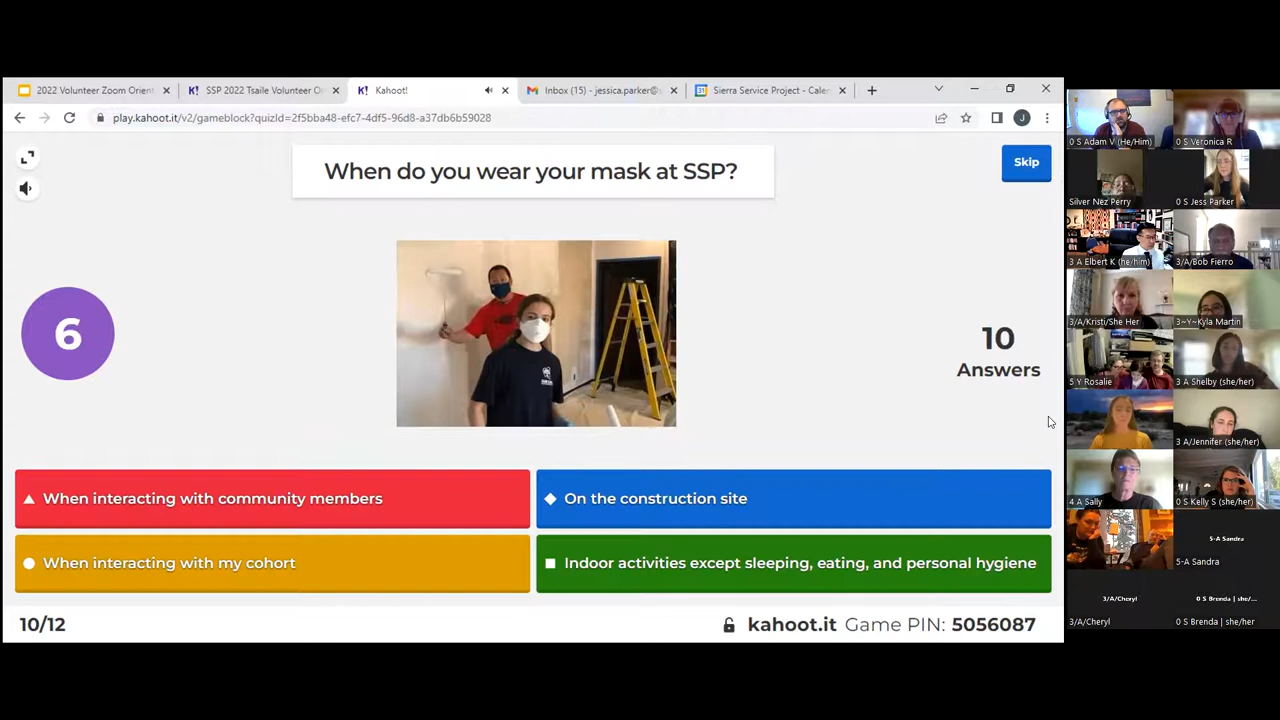 2022 Volunteer Zoom Orient
SSP 2022 Tsaile Volunteer O
Kahoot!
Inbox (15) - jessica.parker@
Sierra Service Project - Cale
play.kahoot.it/v2/gameblock?quizId=2f5bba48-efc7-4df5-96d8-a37db6b59028
J
When do you wear your mask at SSP?
Skip
6
10
Answers
When interacting with community members
On the construction site
When interacting with my cohort
Indoor activities except sleeping, eating, and personal hygiene
10/12
kahoot.it Game PIN: 5056087
0 S Adam V (He/Him)
0 S Veronica R
Silver Nez Perry
0 S Jess Parker
3 A Elbert K (he/him)
3/A/Bob Fierro
3/A/Kristi/She Her
3~Y~Kyla Martin
5 Y Rosalie
3 A Shelby (she/her)
3 A/Jennifer (she/her)
4 A Sally
0 S Kelly S (she/her)
5-A Sandra
5-A Sandra
3/A/Cheryl
0 S Brenda | she/...
3/A/Cheryl
0 S Brenda | she/her